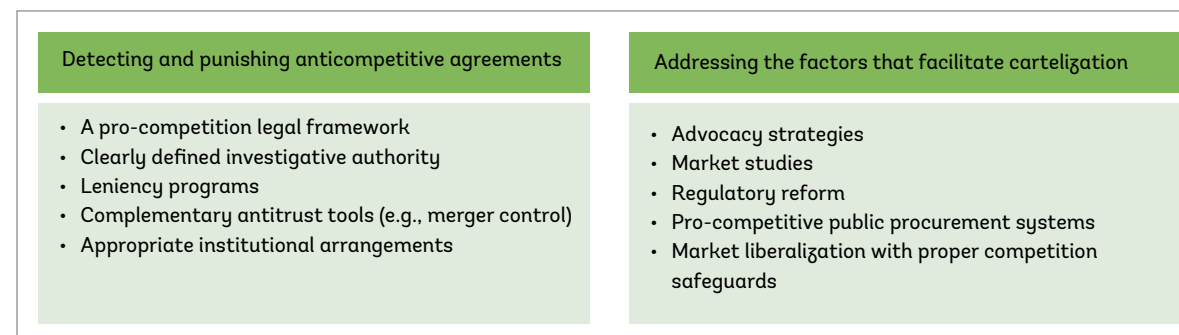 Detecting and punishing anticompetitive agreements
• A pro-competition legal framework
• Clearly defined investigative authority
• Leniency programs
• Complementary antitrust tools (e.g., merger control)
• Appropriate institutional arrangements
Addressing the factors that facilitate cartelization
• Advocacy strategies
• Market studies
• Regulatory reform
• Pro-competitive public procurement systems
• Market liberalization with proper competition
safeguards